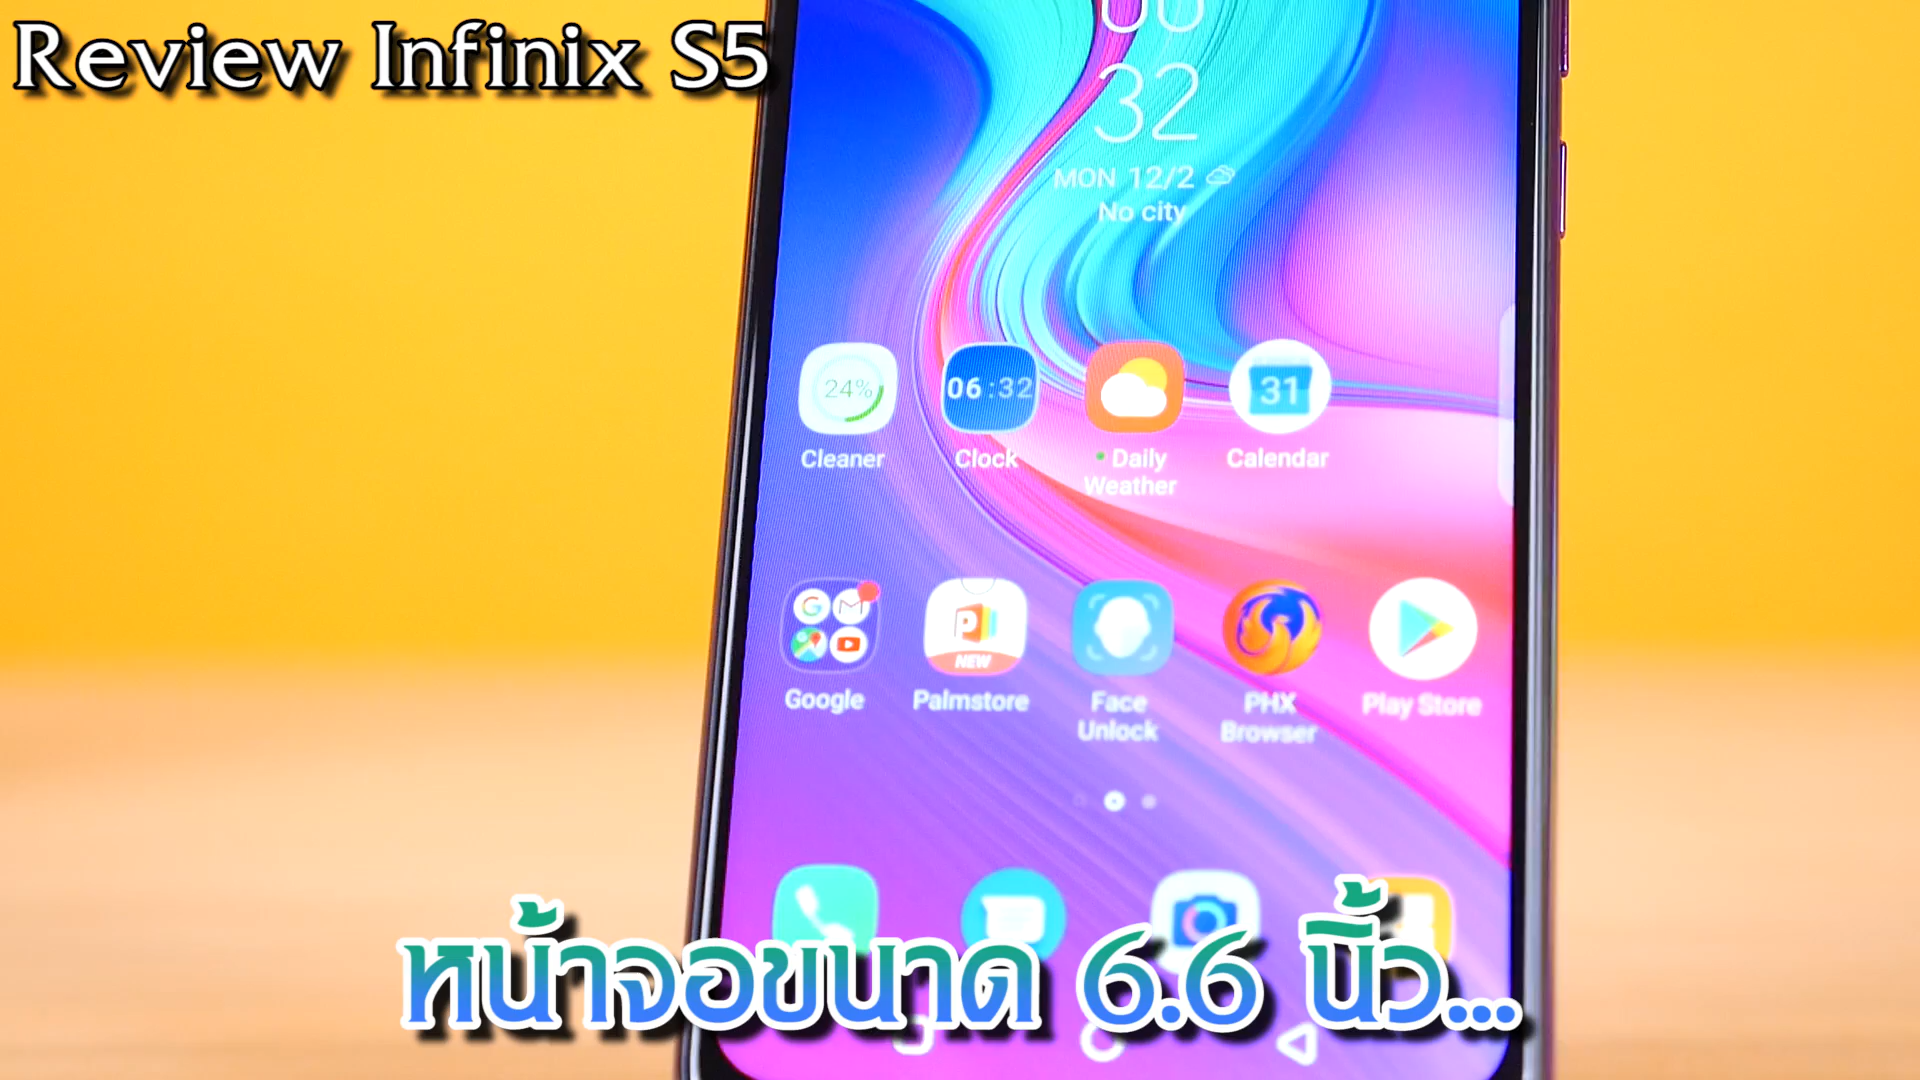 Review Infinix S5
32
MON 12/2
No city
24%
06:32
31
Cleaner
Clock
Daily Weather
Calendar
NEW
Google
Palmstore
Face Unlock
PHX Browser
Play Store
หน้าจอขนาด 6.6 นิ้ว...